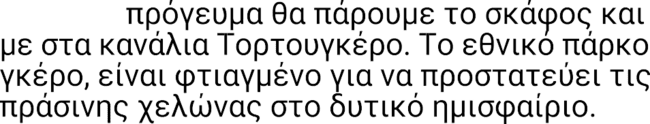 πρόγευμα θα πάρουμε το σκάφος και
με στα κανάλια Τορτουγκέρο. Το εθνικό πάρκο
γκέρο, είναι φτιαγμένο για να προστατεύει τις
πράσινης χελώνας στο δυτικό ημισφαίριο.